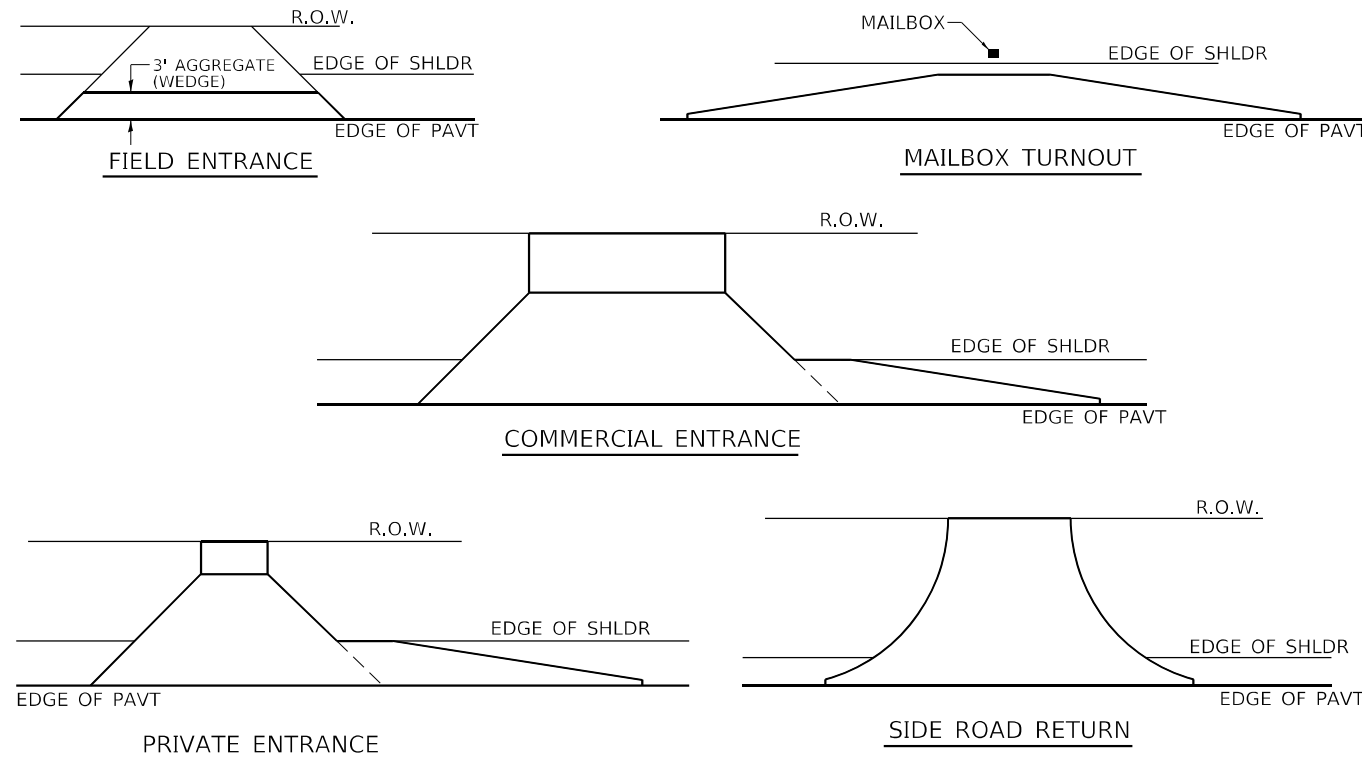 R.O.W.
3' AGGREGATE
(WEDGE)
EDGE OF SHLDR
EDGE OF PAVT
FIELD ENTRANCE
MAILBOX
EDGE OF SHLDR
EDGE OF PAVT
MAILBOX TURNOUT
R.O.W.
EDGE OF SHLDR
EDGE OF PAVT
COMMERCIAL ENTRANCE
R.O.W.
EDGE OF SHLDR
EDGE OF PAVT
PRIVATE ENTRANCE
R.O.W.
EDGE OF SHLDR
EDGE OF PAVT
SIDE ROAD RETURN